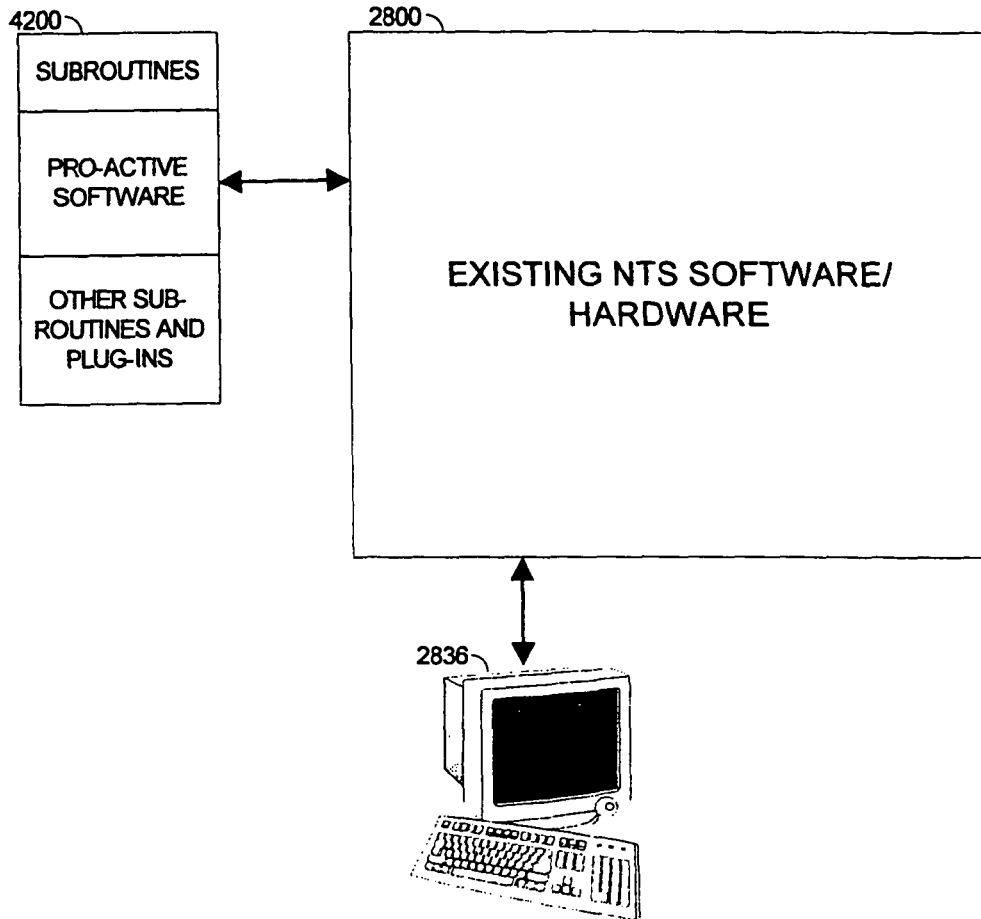 4200
SUBROUTINES
PRO-ACTIVE
SOFTWARE
OTHER SUB-
ROUTINES AND
PLUG-INS
2800
EXISTING NTS SOFTWARE/
HARDWARE
2836